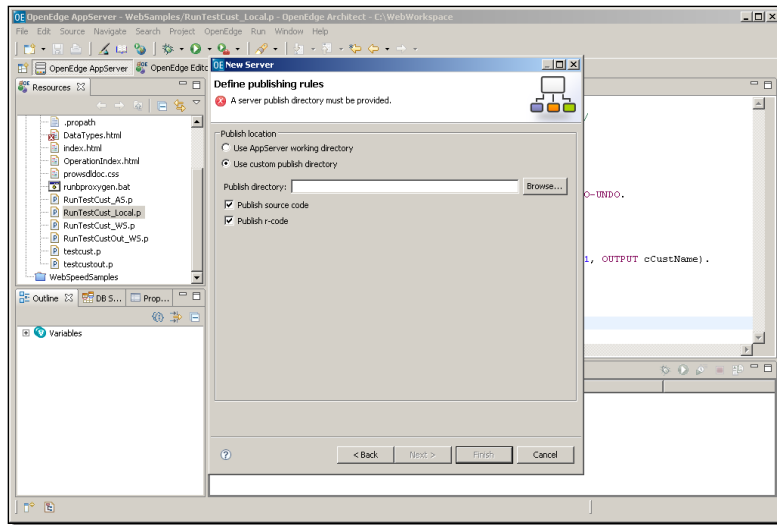 OpenEdge AppServer - WebSamples/RunTestCust_Local.p - OpenEdge Architect - C:\WebWorkspace
File Edit Source Navigate Search Project OpenEdge Run Window Help
OpenEdge AppServer OpenEdge Edito
Resources
.propath
DataTypes.html
index.html
OperationIndex.html
prowsdldoc.css
runbproxygen.bat
RunTestCust_AS.p
RunTestCust_Local.p
RunTestCust_WS.p
RunTestCustOut_WS.p
testcust.p
testcustout.p
WebSpeedSamples
Outline DB S... Prop...
Variables
New Server
Define publishing rules
A server publish directory must be provided.
Publish location
Use AppServer working directory
Use custom publish directory
Publish directory: Browse...
Publish source code
Publish r-code
< Back Next > Finish Cancel
/
O-UNDO.
1, OUTPUT cCustName).